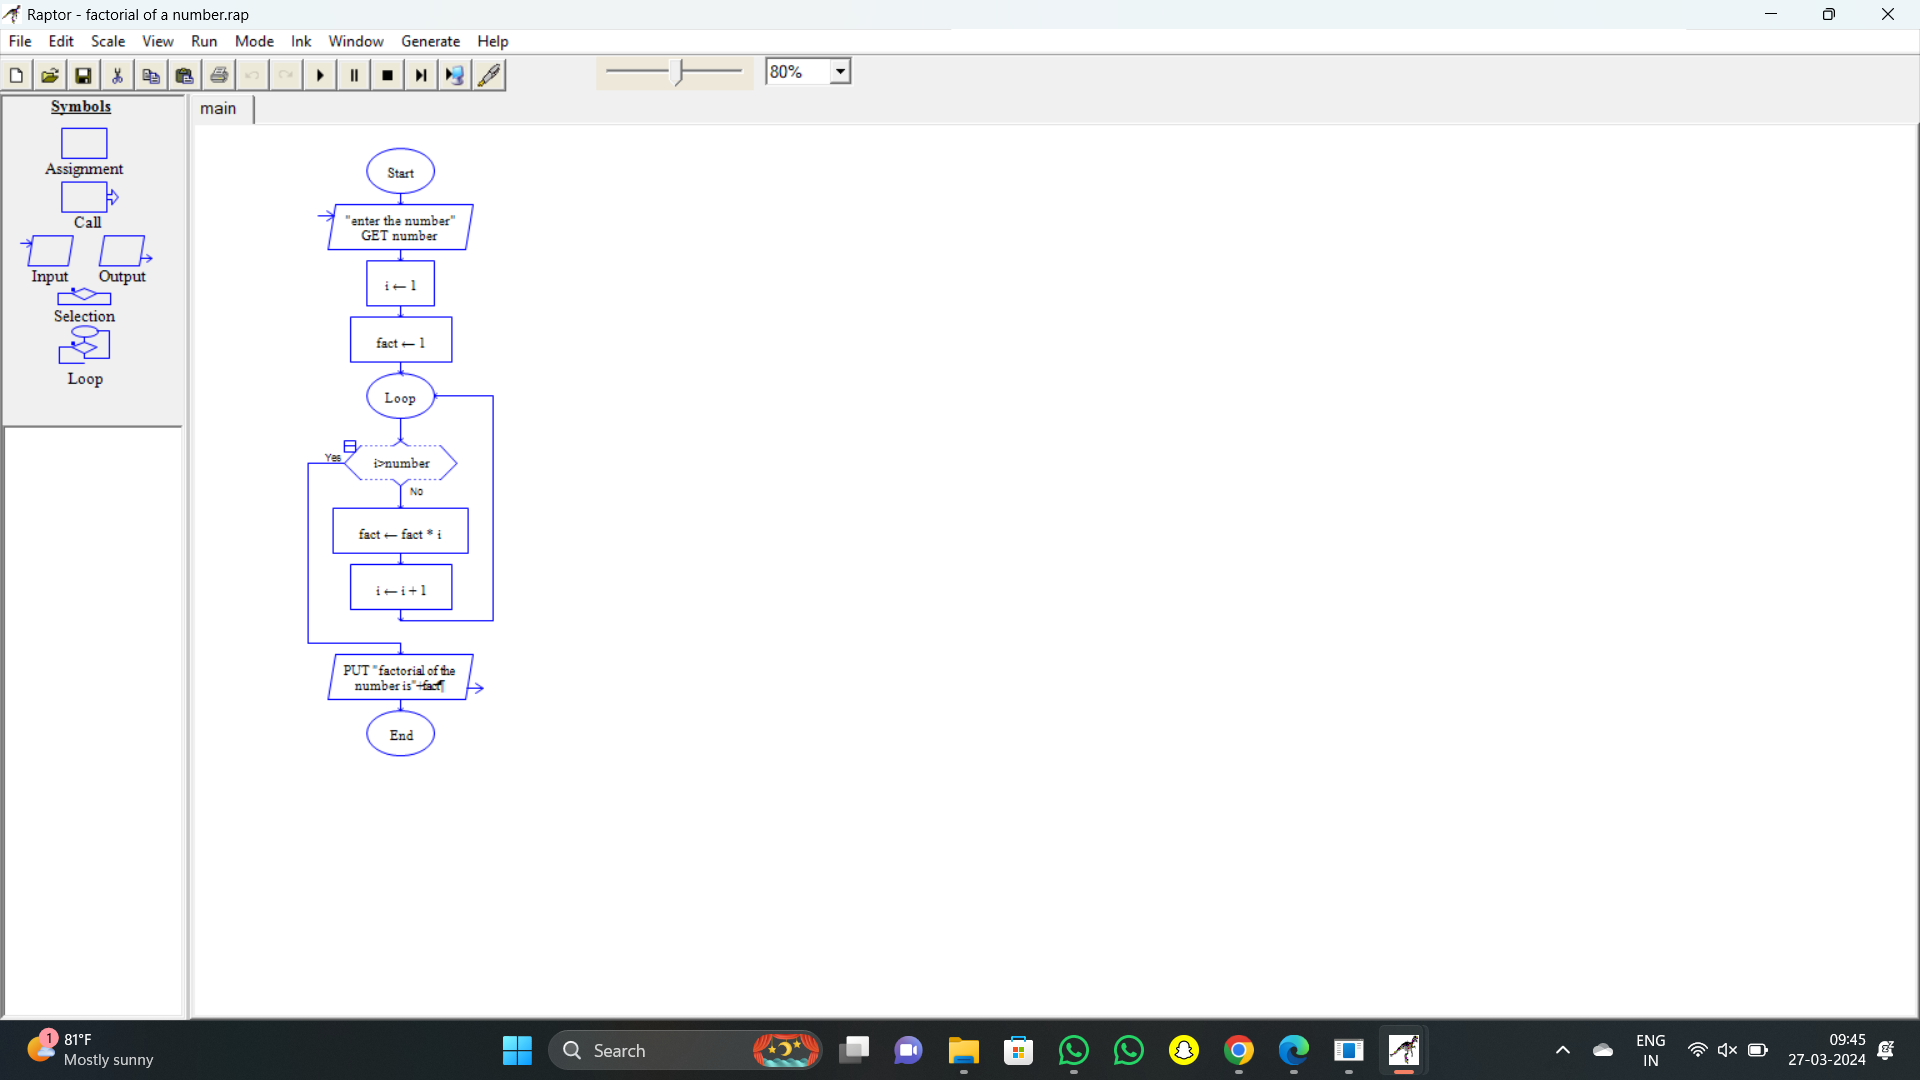 Raptor - factorial of a number.rap
File Edit Scale View Run Mode Ink Window Generate Help
80%
Symbols
Assignment
Call
Input Output
Selection
Loop
main
Start
"enter the number"
GET number
i ← 1
fact ← 1
Loop
Yes
i>number
No
fact ← fact * i
i ← i + 1
PUT "factorial of the
number is"+fact¶
End
1
81°F
Mostly sunny
Search
ENG
IN
09:45
27-03-2024